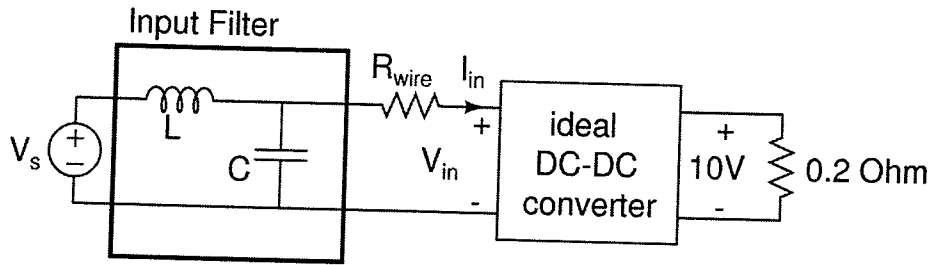 Input Filter
R_wire I_in
L
C
V_s
+
−
+
V_in
-
ideal
DC-DC
converter
+
10V
-
0.2 Ohm